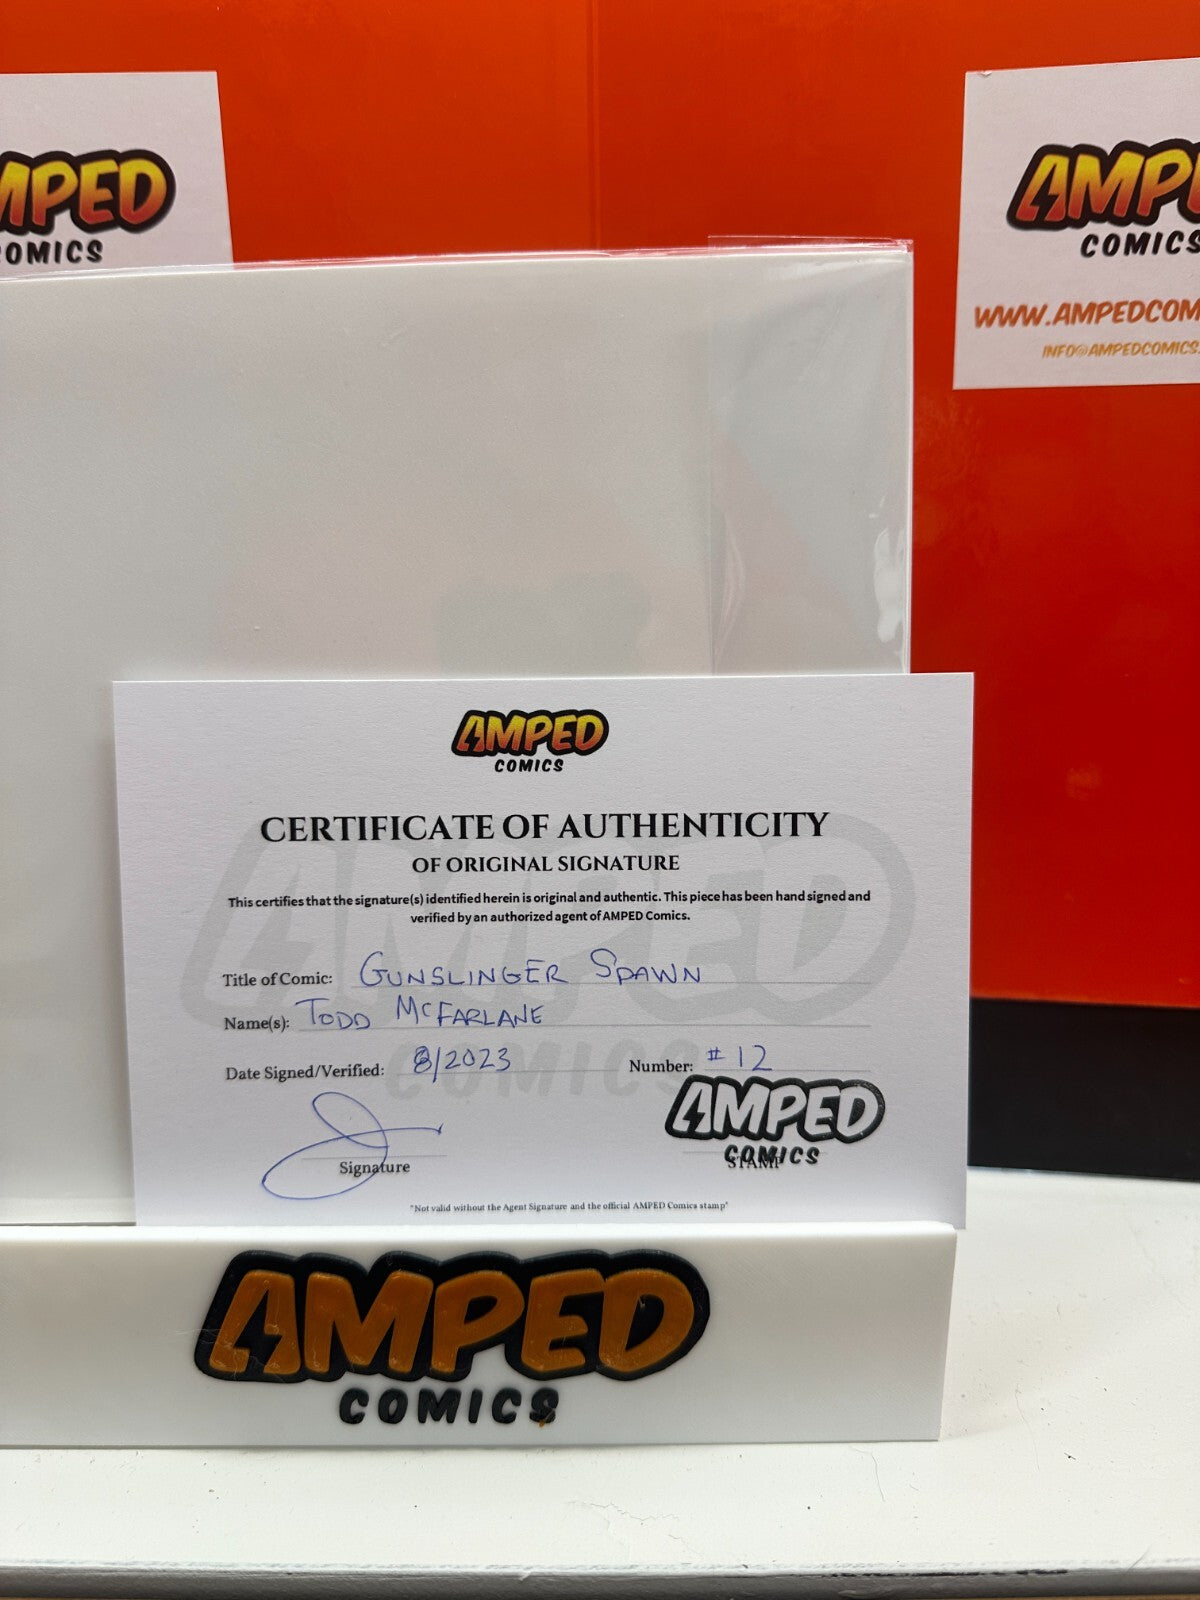 AMPED
COMICS
AMPED
COMICS
WWW.AMPEDCOM
INFO@AMPEDCOMICS.
AMPED
COMICS
CERTIFICATE OF AUTHENTICITY
OF ORIGINAL SIGNATURE
This certifies that the signature(s) identified herein is original and authentic. This piece has been hand signed and
verified by an authorized agent of AMPED Comics.
Title of Comic: GUNSLINGER SPAWN
Name(s): TODD MCFARLANE
Date Signed/Verified: 8/2023 Number: #12
AMPED
COMICS
Signature STAMP
"Not valid without the Agent Signature and the official AMPED Comics stamp"
AMPED
COMICS